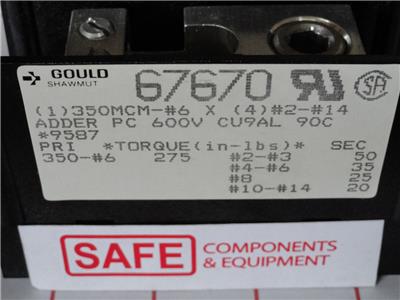 GOULD
SHAWMUT
67670
(1)350MCM-#6 X (4)#2-#14
ADDER PC 600V CU9AL 90C
*9587
PRI *TORQUE(in-lbs)* SEC
350-#6 275 #2-#3 50
#4-#6 35
#8 25
#10-#14 20
SAFE COMPONENTS
& EQUIPMENT